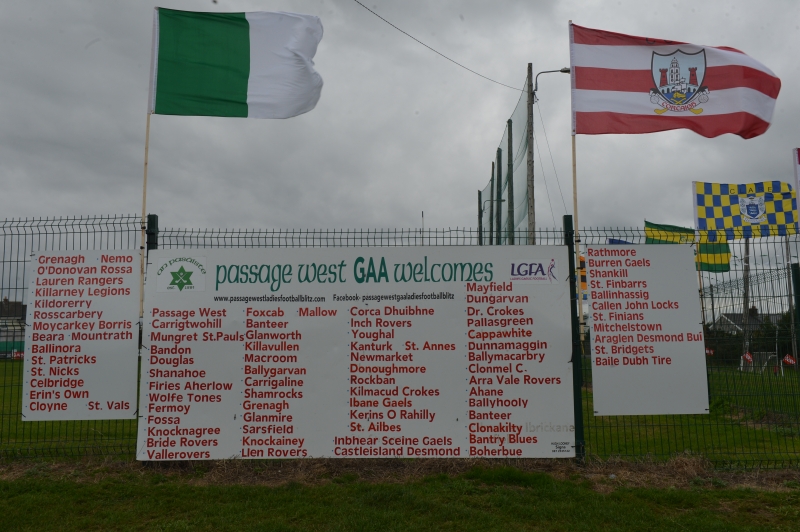 CORCAIGH
G A E
Grenagh Nemo
O'Donovan Rossa
Lauren Rangers
Killarney Legions
Kildorerry
Rosscarbery
Moycarkey Borris
Beara Mountrath
Ballinora
St. Patricks
St. Nicks
Celbridge
Erin's Own
Cloyne St. Vals
passage west GAA welcomes
LGFA
www.passagewestladiesfootballblitz.com Facebook- passagewestgaaladiesfootballblitz
Passage West
Carrigtwohill
Mungret St.Pauls
Bandon
Douglas
Shanahoe
Firies Aherlow
Wolfe Tones
Fermoy
Fossa
Knocknagree
Bride Rovers
Vallerovers
Foxcab Mallow
Banteer
Glanworth
Killavullen
Macroom
Ballygarvan
Carrigaline
Shamrocks
Grenagh
Glanmire
Sarsfield
Knockainey
Llen Rovers
Corca Dhuibhne
Inch Rovers
Youghal
Kanturk St. Annes
Newmarket
Donoughmore
Rockban
Kilmacud Crokes
Ibane Gaels
Kerins O Rahilly
St. Ailbes
Inbhear Sceine Gaels
Castleisland Desmond
Mayfield
Dungarvan
Dr. Crokes
Pallasgreen
Cappawhite
Dunnamaggin
Ballymacarbry
Clonmel C.
Arra Vale Rovers
Ahane
Ballyhooly
Banteer
Clonakilty Ibrickane
Bantry Blues
Boherbue
Rathmore
Burren Gaels
Shankill
St. Finbarrs
Ballinhassig
Callen John Locks
St. Finians
Mitchelstown
Araglen Desmond Bui
St. Bridgets
Baile Dubh Tire